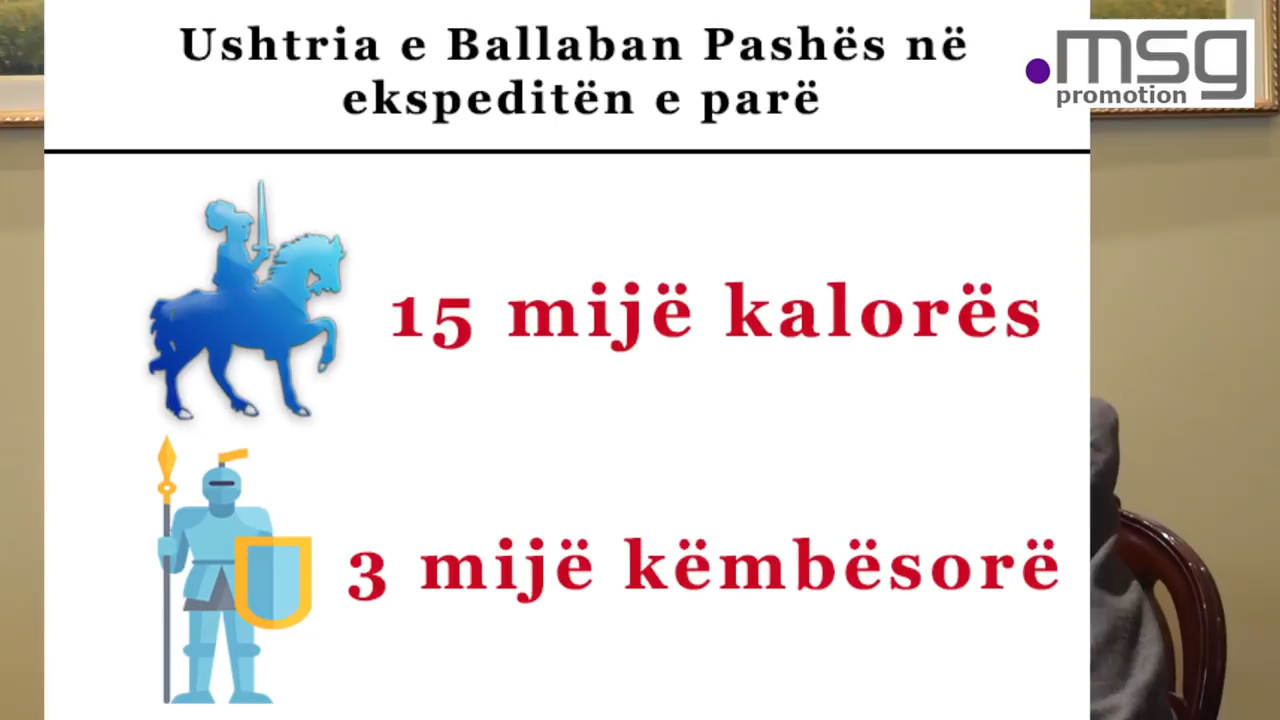 Ushtria e Ballaban Pashës në
ekspeditën e parë
msg
promotion
15 mijë kalorës
3 mijë këmbësorë